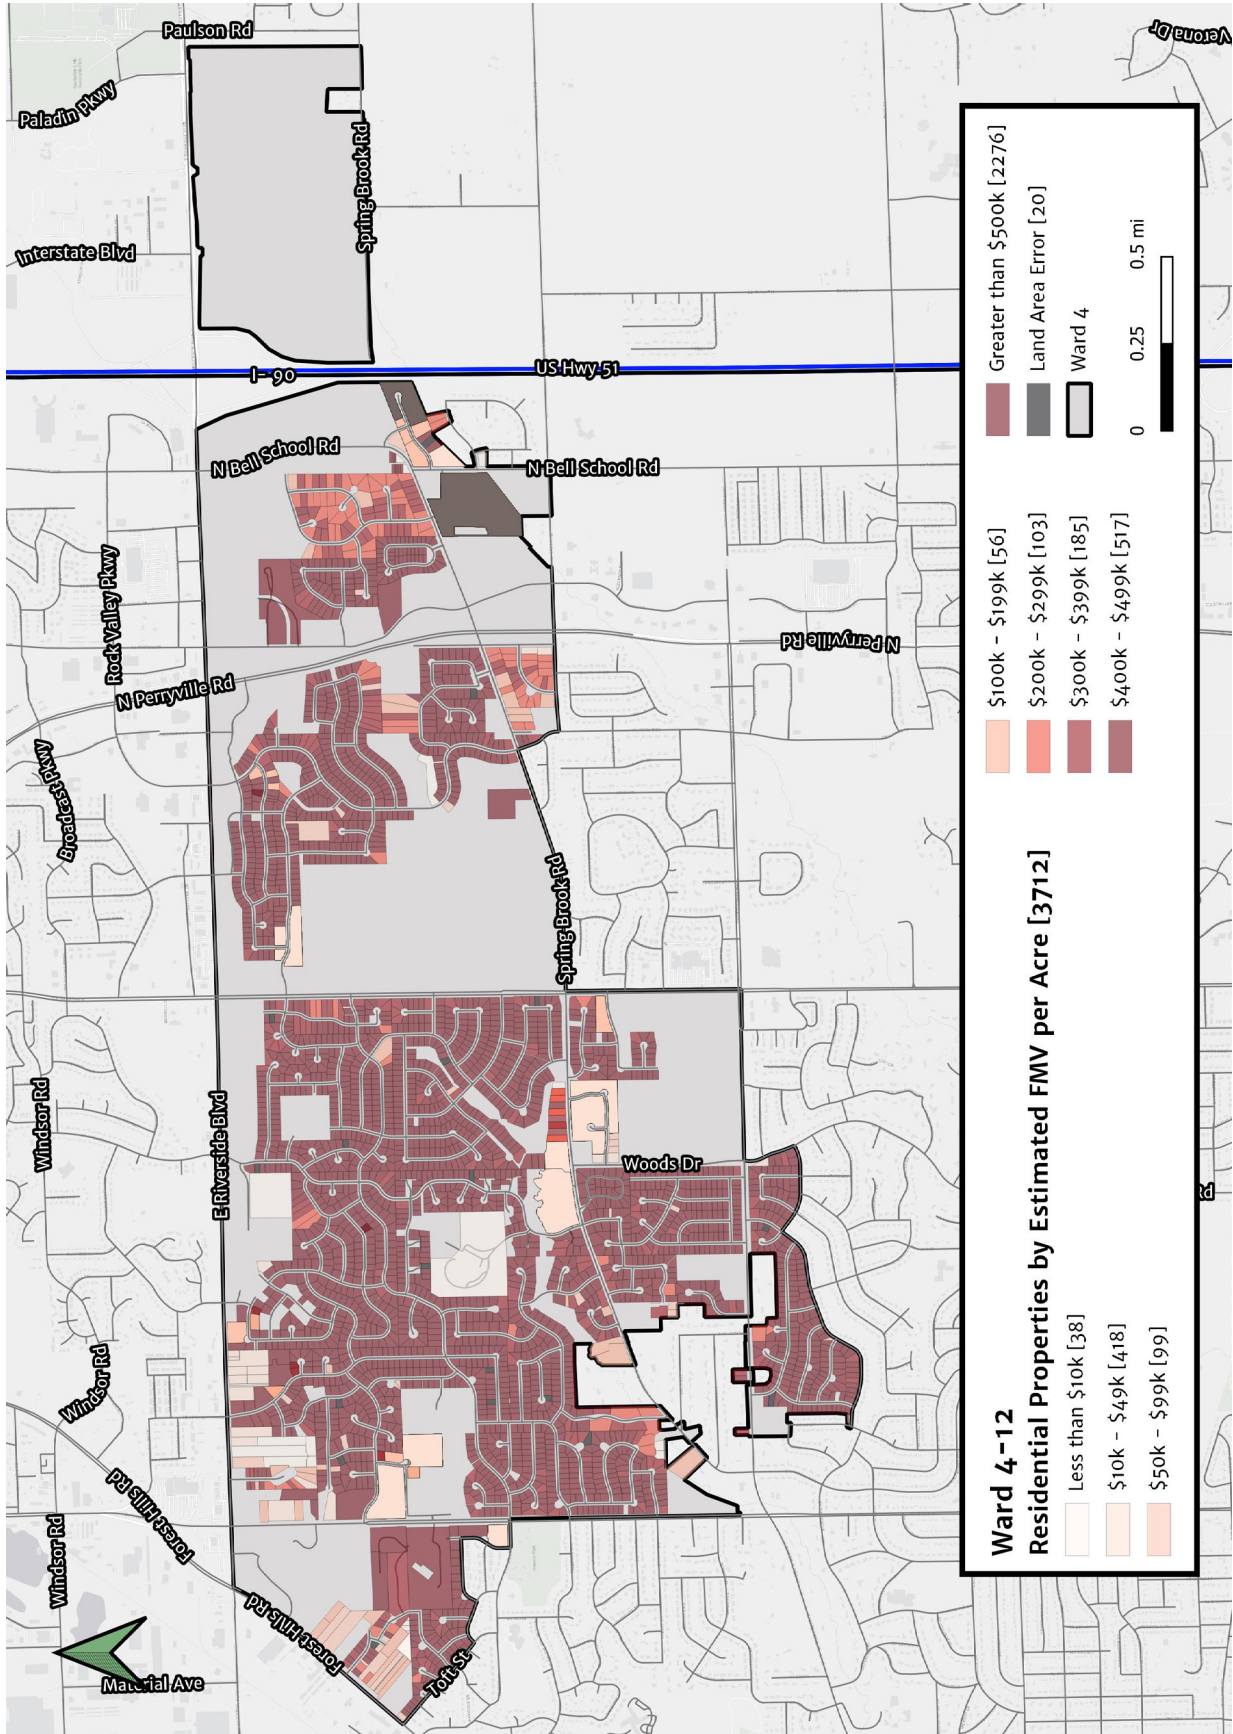 Paulson Rd
Paladin Pkwy
Interstate Blvd
Spring Brook Rd
Verona Dr
I- 90
US Hwy 51
N Bell School Rd
N Bell School Rd
Rock Valley Pkwy
N Perryville Rd
N Perryville Rd
Broadcast Pkwy
Spring Brook Rd
Windsor Rd
E Riverside Blvd
Woods Dr
Rd
Windsor Rd
Forest Hills Rd
Windsor Rd
Forest Hills Rd
Material Ave
Toft St
Ward 4-12
Residential Properties by Estimated FMV per Acre [3712]
Less than $10k [38]
$10k - $49k [418]
$50k - $99k [99]
$100k - $199k [56]
$200k - $299k [103]
$300k - $399k [185]
$400k - $499k [517]
Greater than $500k [2276]
Land Area Error [20]
Ward 4
0 0.25 0.5 mi